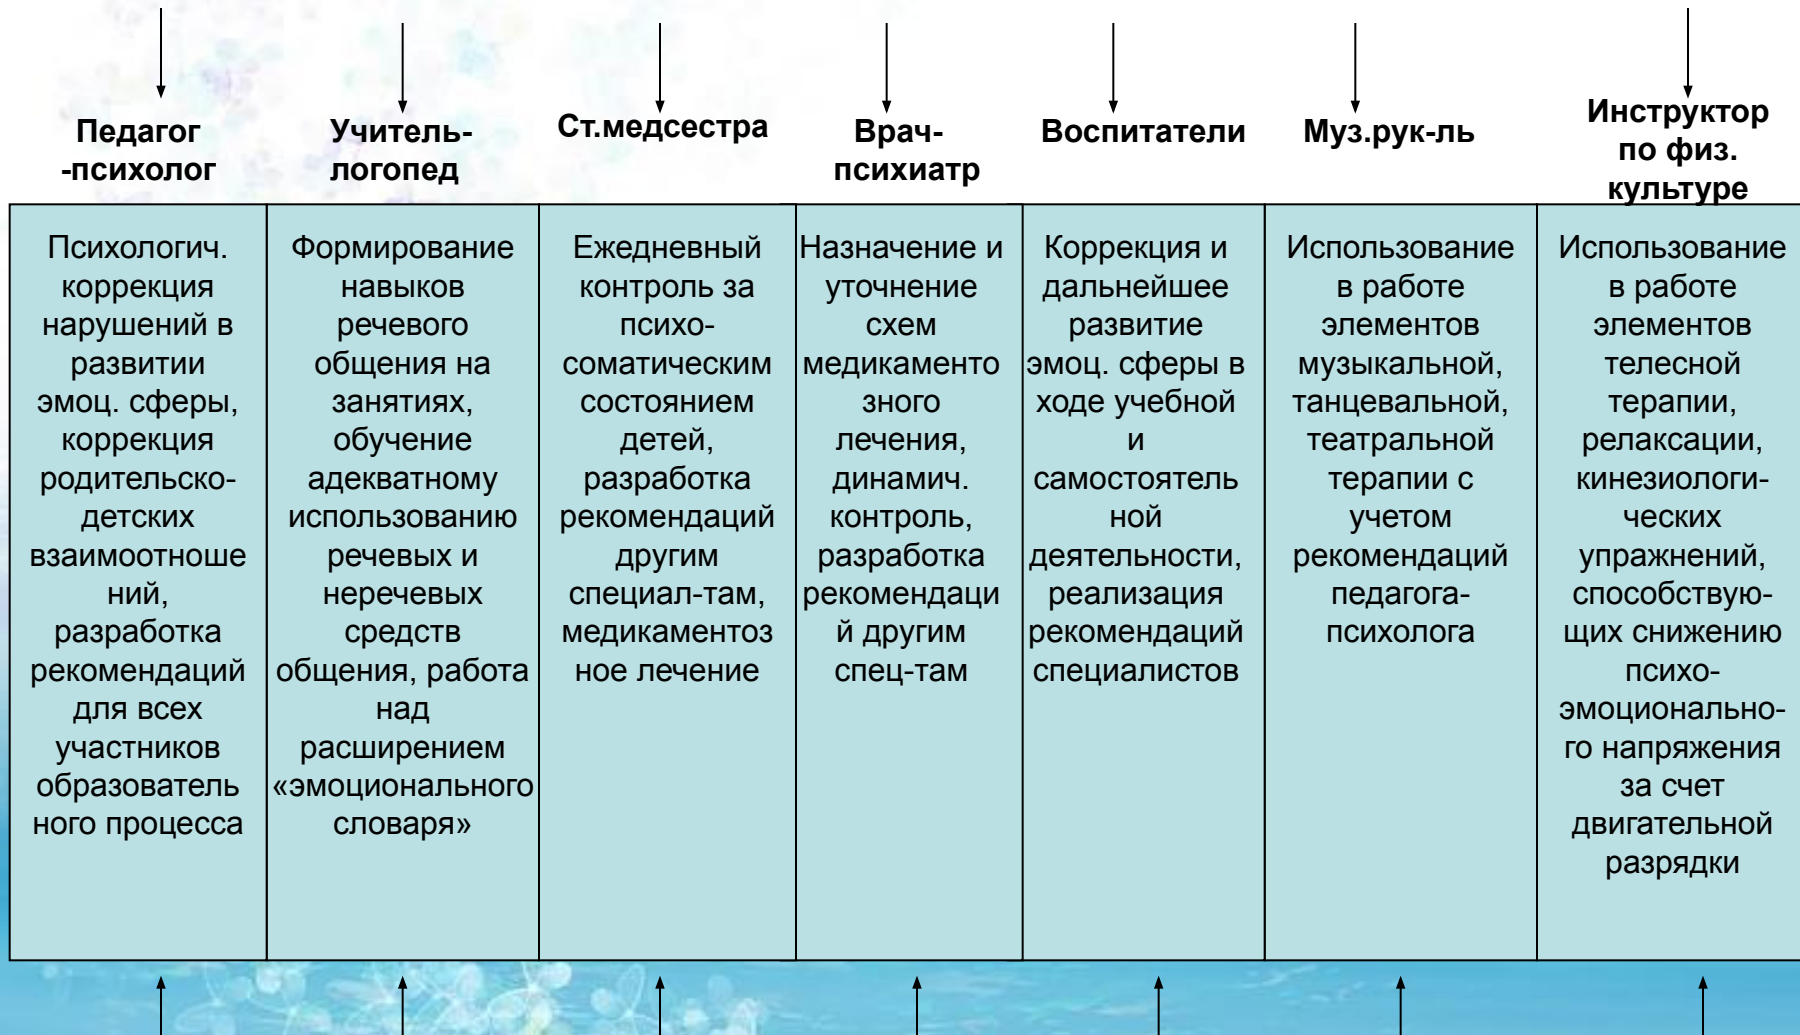 Педагог
-психолог
Учитель-
логопед
Ст.медсестра
Врач-
психиатр
Воспитатели
Муз.рук-ль
Инструктор
по физ.
культуре
Психологич.
коррекция
нарушений в
развитии
эмоц. сферы,
коррекция
родительско-
детских
взаимоотноше
ний,
разработка
рекомендаций
для всех
участников
образователь
ного процесса
Формирование
навыков
речевого
общения на
занятиях,
обучение
адекватному
использованию
речевых и
неречевых
средств
общения, работа
над
расширением
«эмоционального
словаря»
Ежедневный
контроль за
психо-
соматическим
состоянием
детей,
разработка
рекомендаций
другим
специал-там,
медикаментоз
ное лечение
Назначение и
уточнение
схем
медикаменто
зного
лечения,
динамич.
контроль,
разработка
рекомендаци
й другим
спец-там
Коррекция и
дальнейшее
развитие
эмоц. сферы в
ходе учебной
и
самостоятель
ной
деятельности,
реализация
рекомендаций
специалистов
Использование
в работе
элементов
музыкальной,
танцевальной,
театральной
терапии с
учетом
рекомендаций
педагога-
психолога
Использование
в работе
элементов
телесной
терапии,
релаксации,
кинезиологи-
ческих
упражнений,
способствую-
щих снижению
психо-
эмоционально-
го напряжения
за счет
двигательной
разрядки